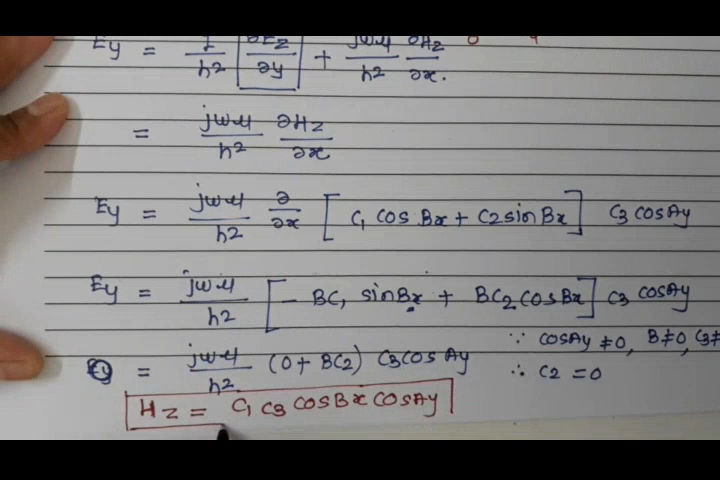 Ey = 1/h² ∂Ez/∂y + jωμ/h² ∂Hz/∂x.
= jωμ/h² ∂Hz/∂x
Ey = jωμ/h² ∂/∂x [ C₁ cos Bx + C2 sin Bx ] C3 cos Ay
Ey = jωμ/h² [ - BC₁ sin Bx + BC2 cos Bx ] C3 cos Ay
∵ cos Ay ≠ 0, B ≠ 0, C3 ≠
Ey = jωμ/h² (0 + BC2) C3 cos Ay ∴ C2 = 0
Hz = C₁ C3 cos Bx cos Ay